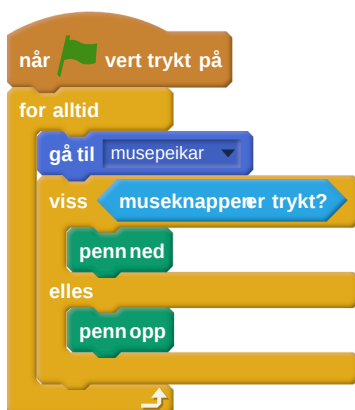 når vert trykt på
for alltid
gå til musepeikar
viss museknappen er trykt?
penn ned
elles
penn opp